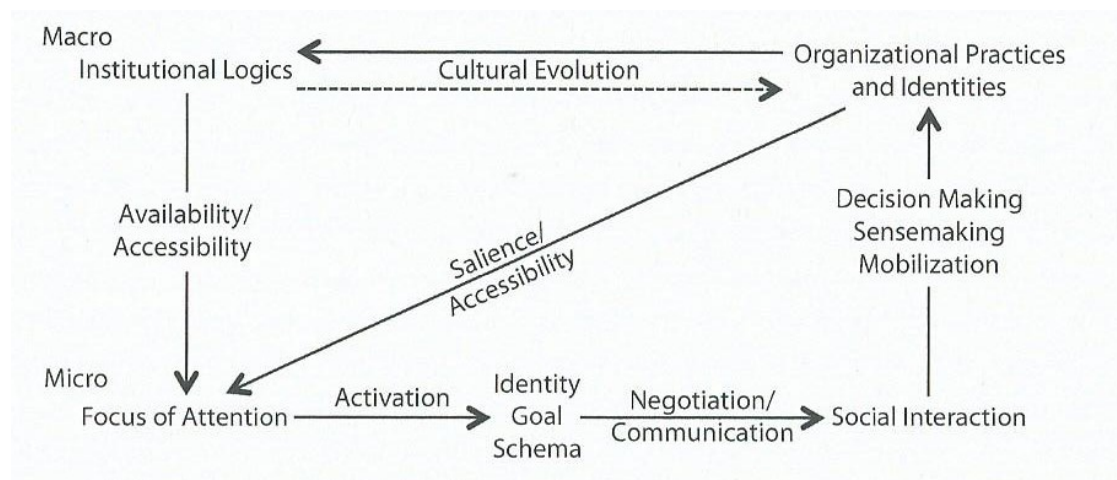 Macro
Institutional Logics
Cultural Evolution
Organizational Practices
and Identities
Availability/
Accessibility
Salience/
Accessibility
Decision Making
Sensemaking
Mobilization
Micro
Focus of Attention
Activation
Identity
Goal
Schema
Negotiation/
Communication
Social Interaction